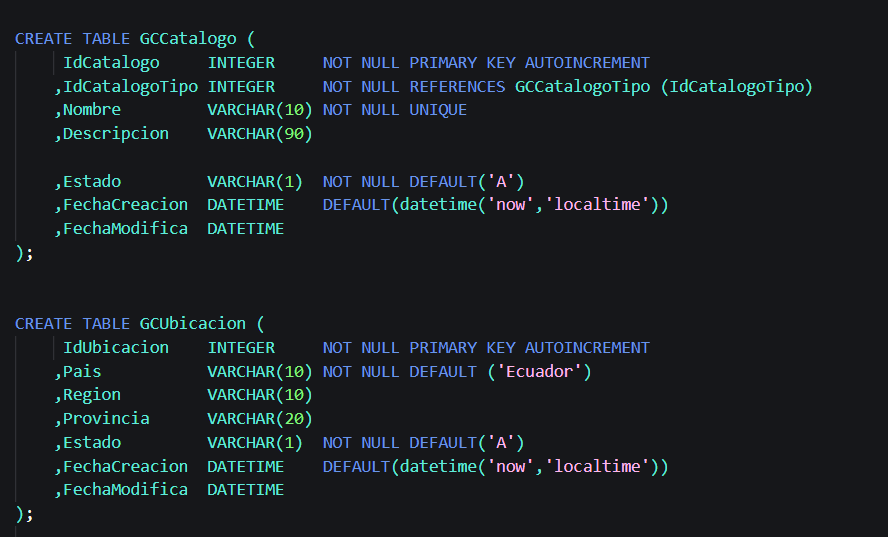 CREATE TABLE GCCatalogo (
IdCatalogo INTEGER NOT NULL PRIMARY KEY AUTOINCREMENT
,IdCatalogoTipo INTEGER NOT NULL REFERENCES GCCatalogoTipo (IdCatalogoTipo)
,Nombre VARCHAR(10) NOT NULL UNIQUE
,Descripcion VARCHAR(90)
,Estado VARCHAR(1) NOT NULL DEFAULT('A')
,FechaCreacion DATETIME DEFAULT(datetime('now','localtime'))
,FechaModifica DATETIME
);
CREATE TABLE GCUbicacion (
IdUbicacion INTEGER NOT NULL PRIMARY KEY AUTOINCREMENT
,Pais VARCHAR(10) NOT NULL DEFAULT ('Ecuador')
,Region VARCHAR(10)
,Provincia VARCHAR(20)
,Estado VARCHAR(1) NOT NULL DEFAULT('A')
,FechaCreacion DATETIME DEFAULT(datetime('now','localtime'))
,FechaModifica DATETIME
);